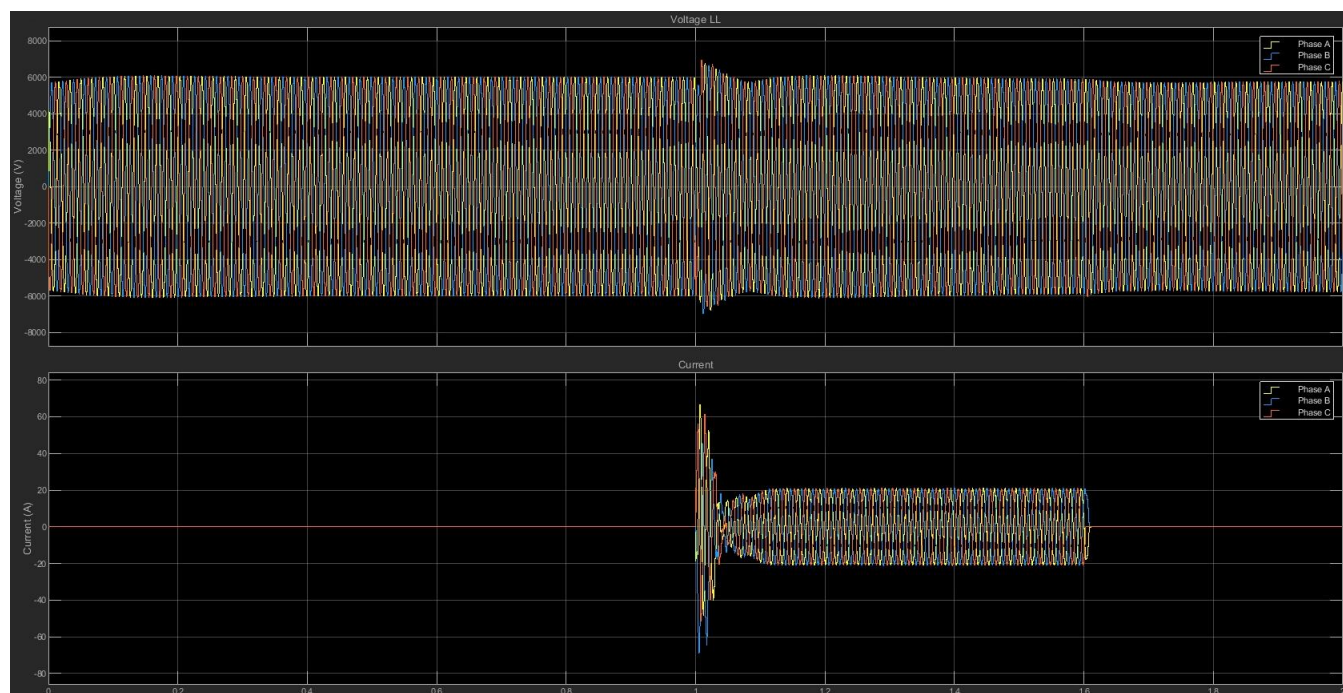 Voltage LL
8000
6000
4000
2000
0
-2000
-4000
-6000
-8000
Voltage (V)
Phase A
Phase B
Phase C
Current
80
60
40
20
0
-20
-40
-60
-80
Current (A)
Phase A
Phase B
Phase C
0 0.2 0.4 0.6 0.8 1 1.2 1.4 1.6 1.8